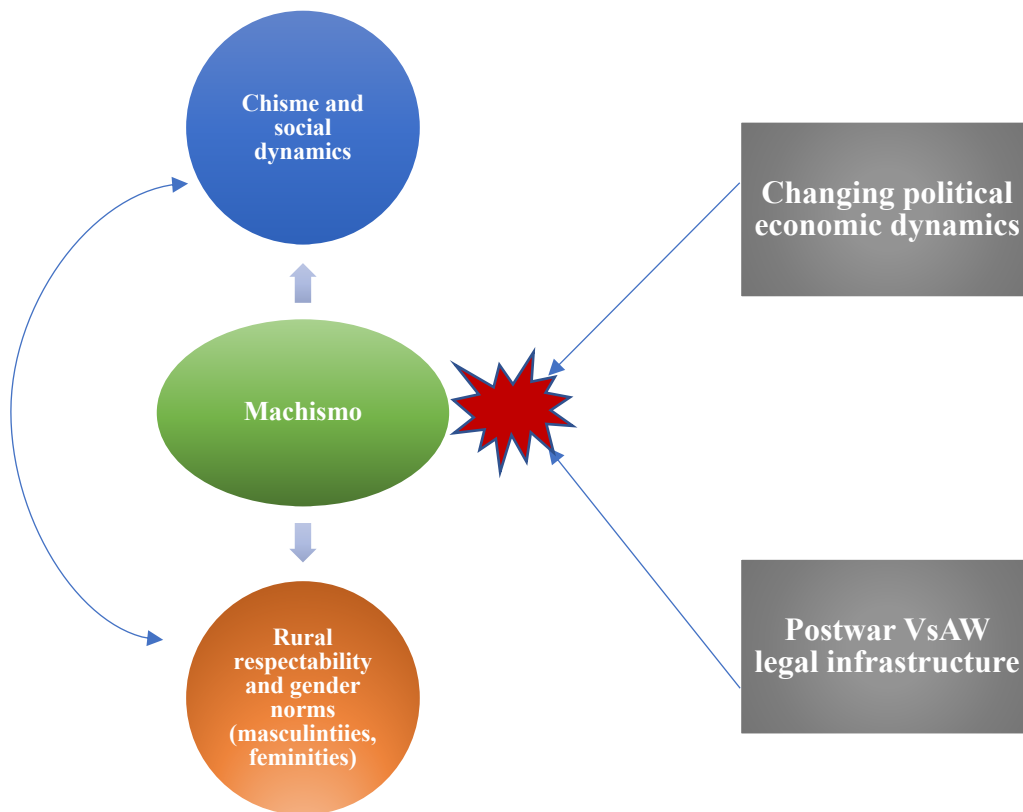 Chisme and
social
dynamics
Changing political
economic dynamics
Machismo
Rural
respectability
and gender
norms
(masculintiies,
feminities)
Postwar VsAW
legal infrastructure